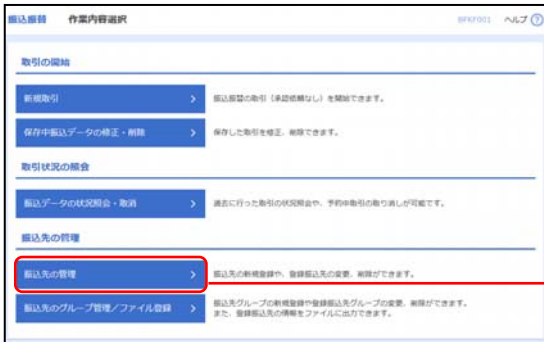 振込振替 作業内容選択 BFKF001 ヘルプ ?
取引の開始
新規取引 振込振替の取引（承認依頼なし）を開始できます。
保存中振込データの修正・削除 保存した取引を修正、削除できます。
取引状況の照会
振込データの状況照会・取消 過去に行った取引の状況照会や、予約中取引の取り消しが可能です。
振込先の管理
振込先の管理 振込先の新規登録や、登録振込先の変更、削除ができます。
振込先のグループ管理／ファイル登録 振込先グループの新規登録や登録振込先グループの変更、削除ができます。
また、登録振込先の情報をファイルに出力できます。